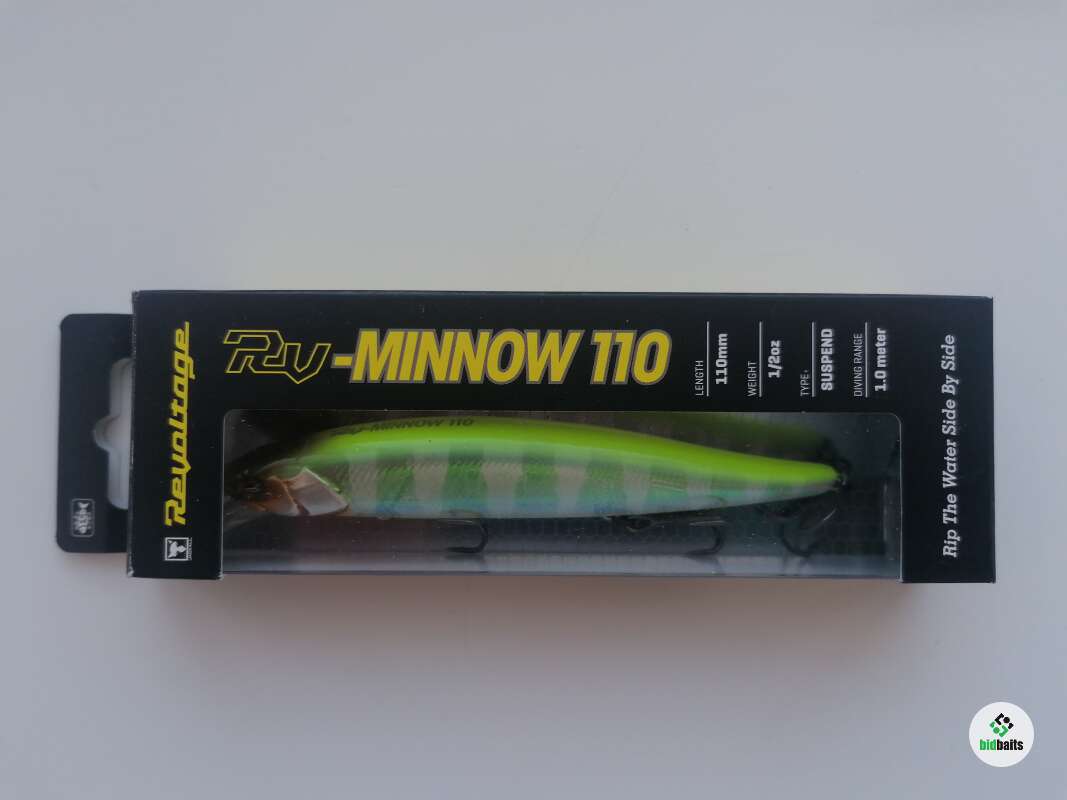 Revoltage
RV-MINNOW 110
LENGTH
110mm
WEIGHT
1/2oz
TYPE
SUSPEND
DIVING RANGE
1.0 meter
RV-MINNOW 110
Rip The Water Side By Side
bidbaits